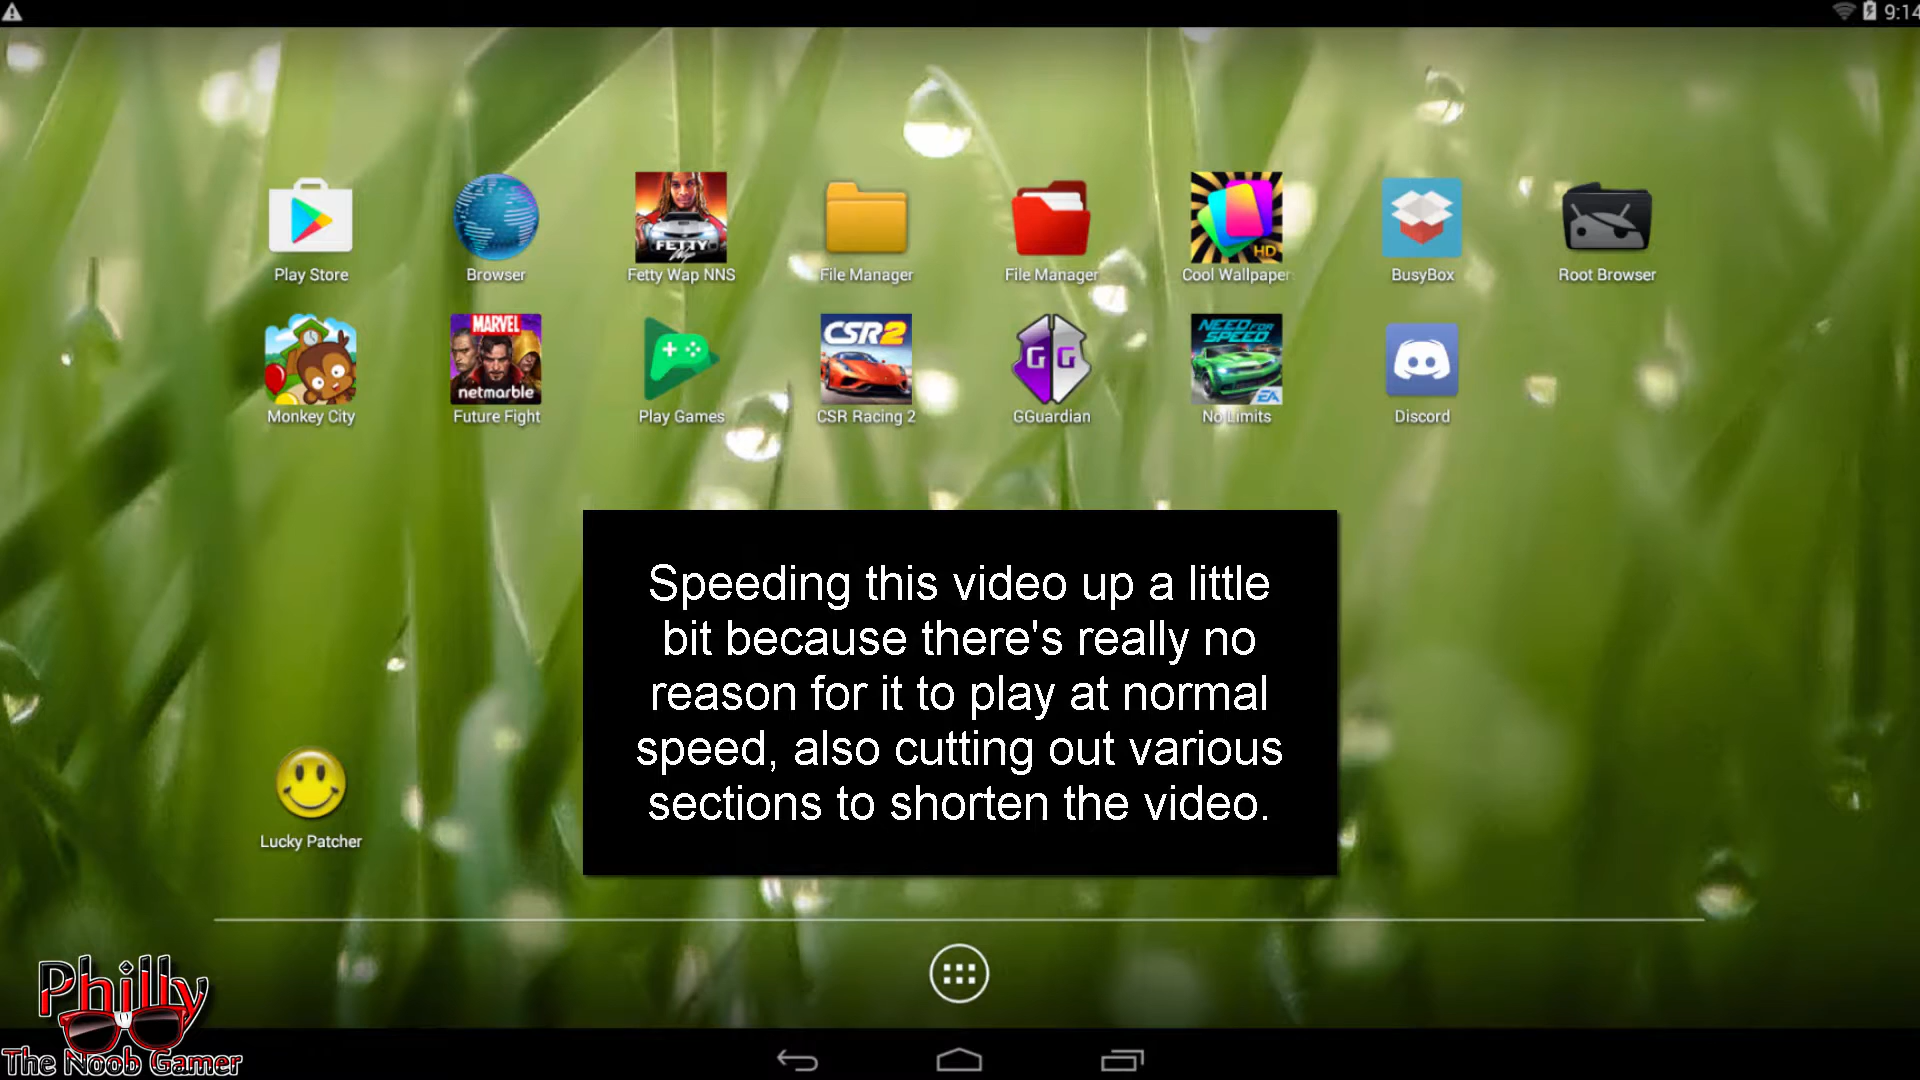 9:14
Play Store
Browser
FETTY
Wap
Fetty Wap NNS
File Manager
File Manager
HD
Cool Wallpaper
BusyBox
Root Browser
Monkey City
MARVEL
netmarble
Future Fight
Play Games
CSR2
CSR Racing 2
G G
GGuardian
NEED FOR
SPEED
EA
No Limits
Discord
Speeding this video up a little
bit because there's really no
reason for it to play at normal
speed, also cutting out various
sections to shorten the video.
Lucky Patcher
Philly
The Noob Gamer